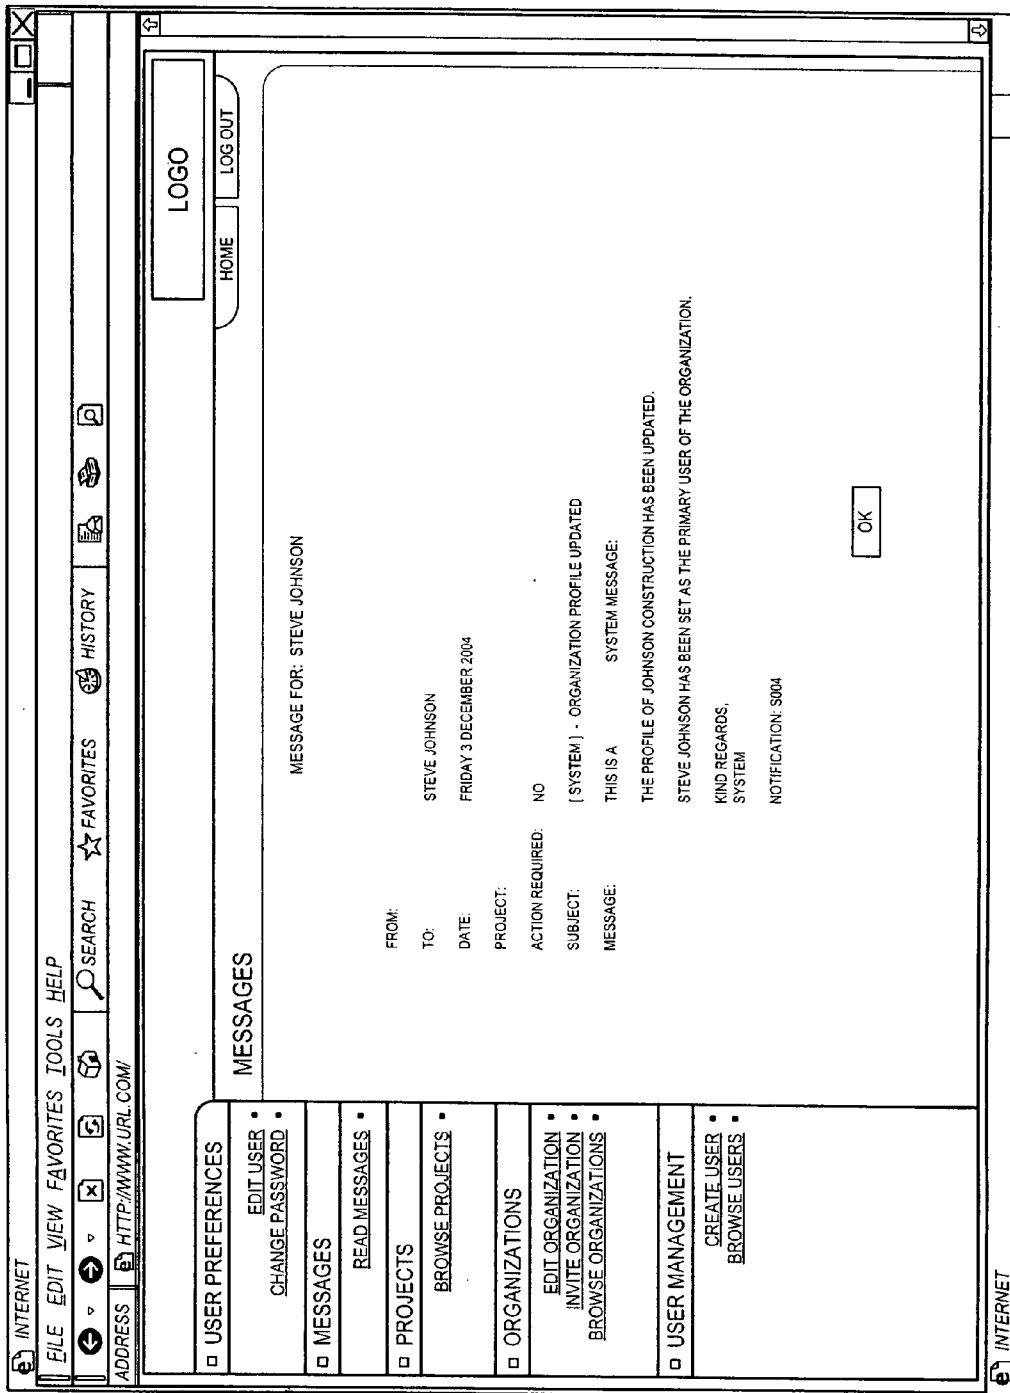 INTERNET
FILE EDIT VIEW FAVORITES TOOLS HELP
SEARCH FAVORITES HISTORY
ADDRESS HTTP://WWW.URL.COM/
LOGO
HOME LOG OUT
USER PREFERENCES
EDIT USER
CHANGE PASSWORD
MESSAGES
READ MESSAGES
PROJECTS
BROWSE PROJECTS
ORGANIZATIONS
EDIT ORGANIZATION
INVITE ORGANIZATION
BROWSE ORGANIZATIONS
USER MANAGEMENT
CREATE USER
BROWSE USERS
MESSAGES
MESSAGE FOR: STEVE JOHNSON
FROM:
TO: STEVE JOHNSON
DATE: FRIDAY 3 DECEMBER 2004
PROJECT:
ACTION REQUIRED: NO
SUBJECT: [ SYSTEM ] - ORGANIZATION PROFILE UPDATED
MESSAGE: THIS IS A SYSTEM MESSAGE:
THE PROFILE OF JOHNSON CONSTRUCTION HAS BEEN UPDATED.
STEVE JOHNSON HAS BEEN SET AS THE PRIMARY USER OF THE ORGANIZATION.
KIND REGARDS,
SYSTEM
NOTIFICATION: S004
OK
INTERNET